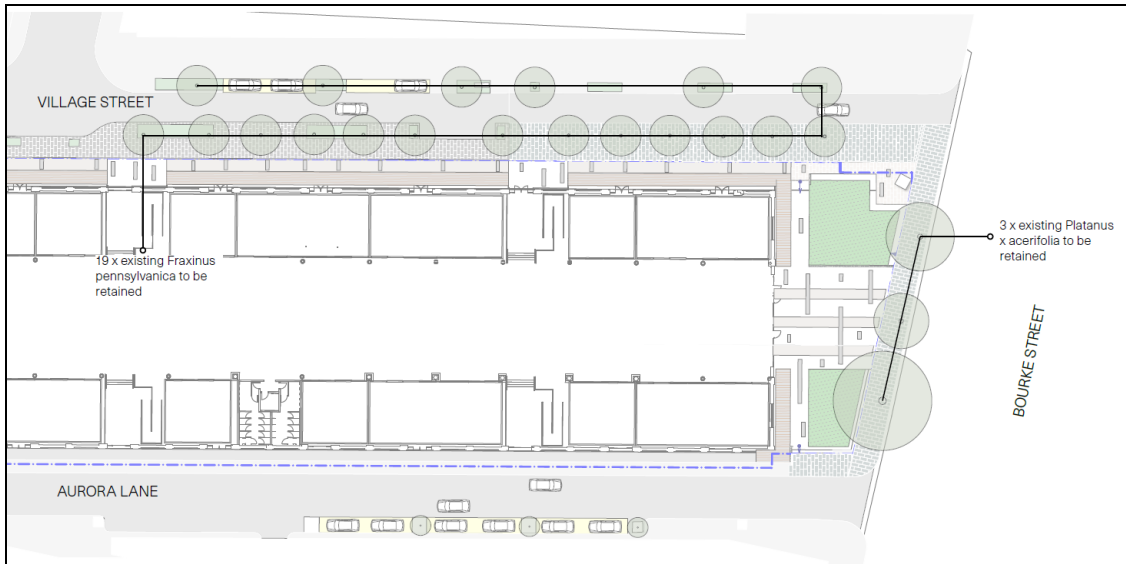 VILLAGE STREET
19 x existing Fraxinus
pennsylvanica to be
retained
3 x existing Platanus
x acerifolia to be
retained
BOURKE STREET
AURORA LANE